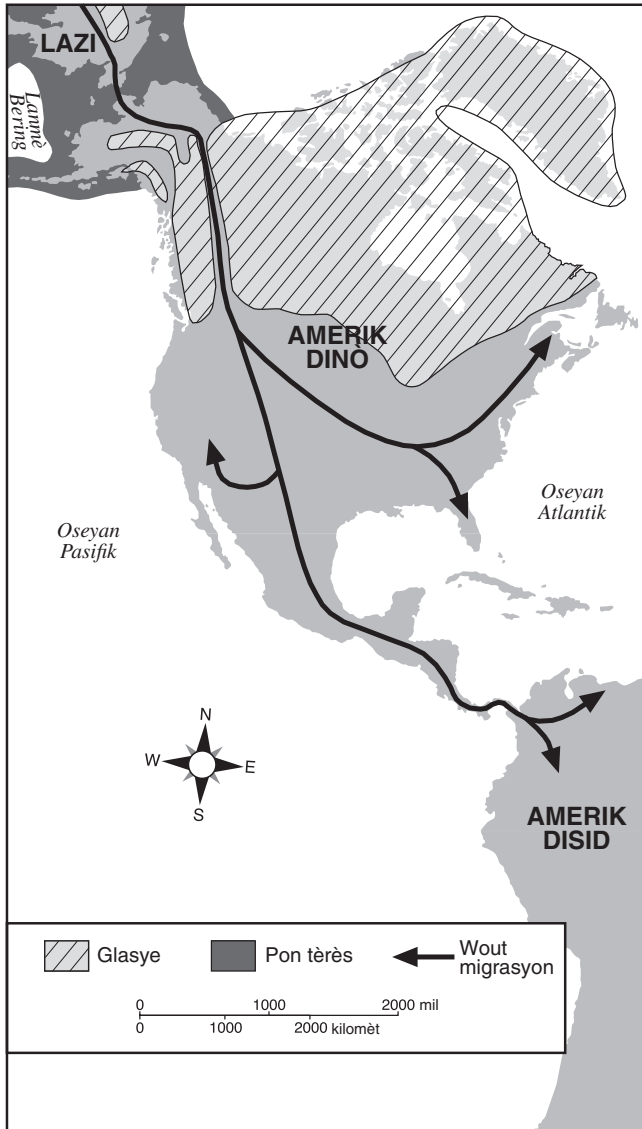 LAZI
Lanmè
Bering
AMERIK
DINÒ
Oseyan
Pasifik
Oseyan
Atlantik
N
W
E
S
AMERIK
DISID
Glasye
Pon tèrès
Wout
migrasyon
0 1000 2000 mil
0 1000 2000 kilomèt